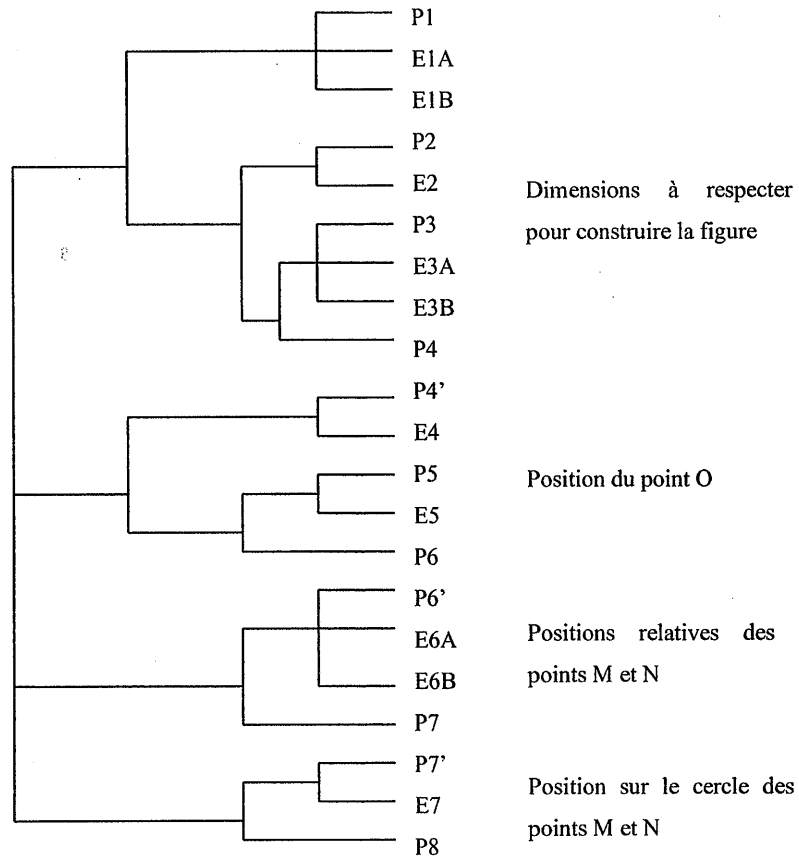 P1
E1A
E1B
P2
E2
Dimensions à respecter
P3
pour construire la figure
E3A
E3B
P4
P4’
E4
P5
Position du point O
E5
P6
P6’
E6A
Positions relatives des
E6B
points M et N
P7
P7’
Position sur le cercle des
E7
points M et N
P8